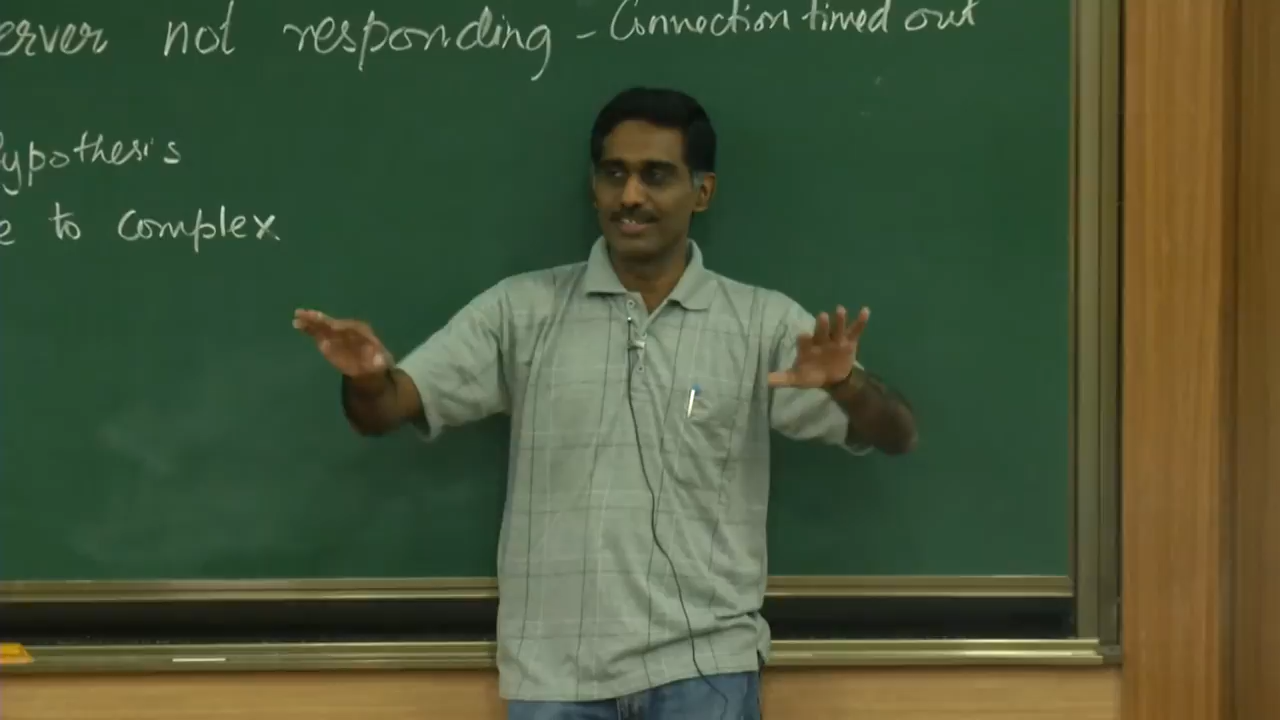 erver not responding - Connection timed out
ypothesis
e to complex